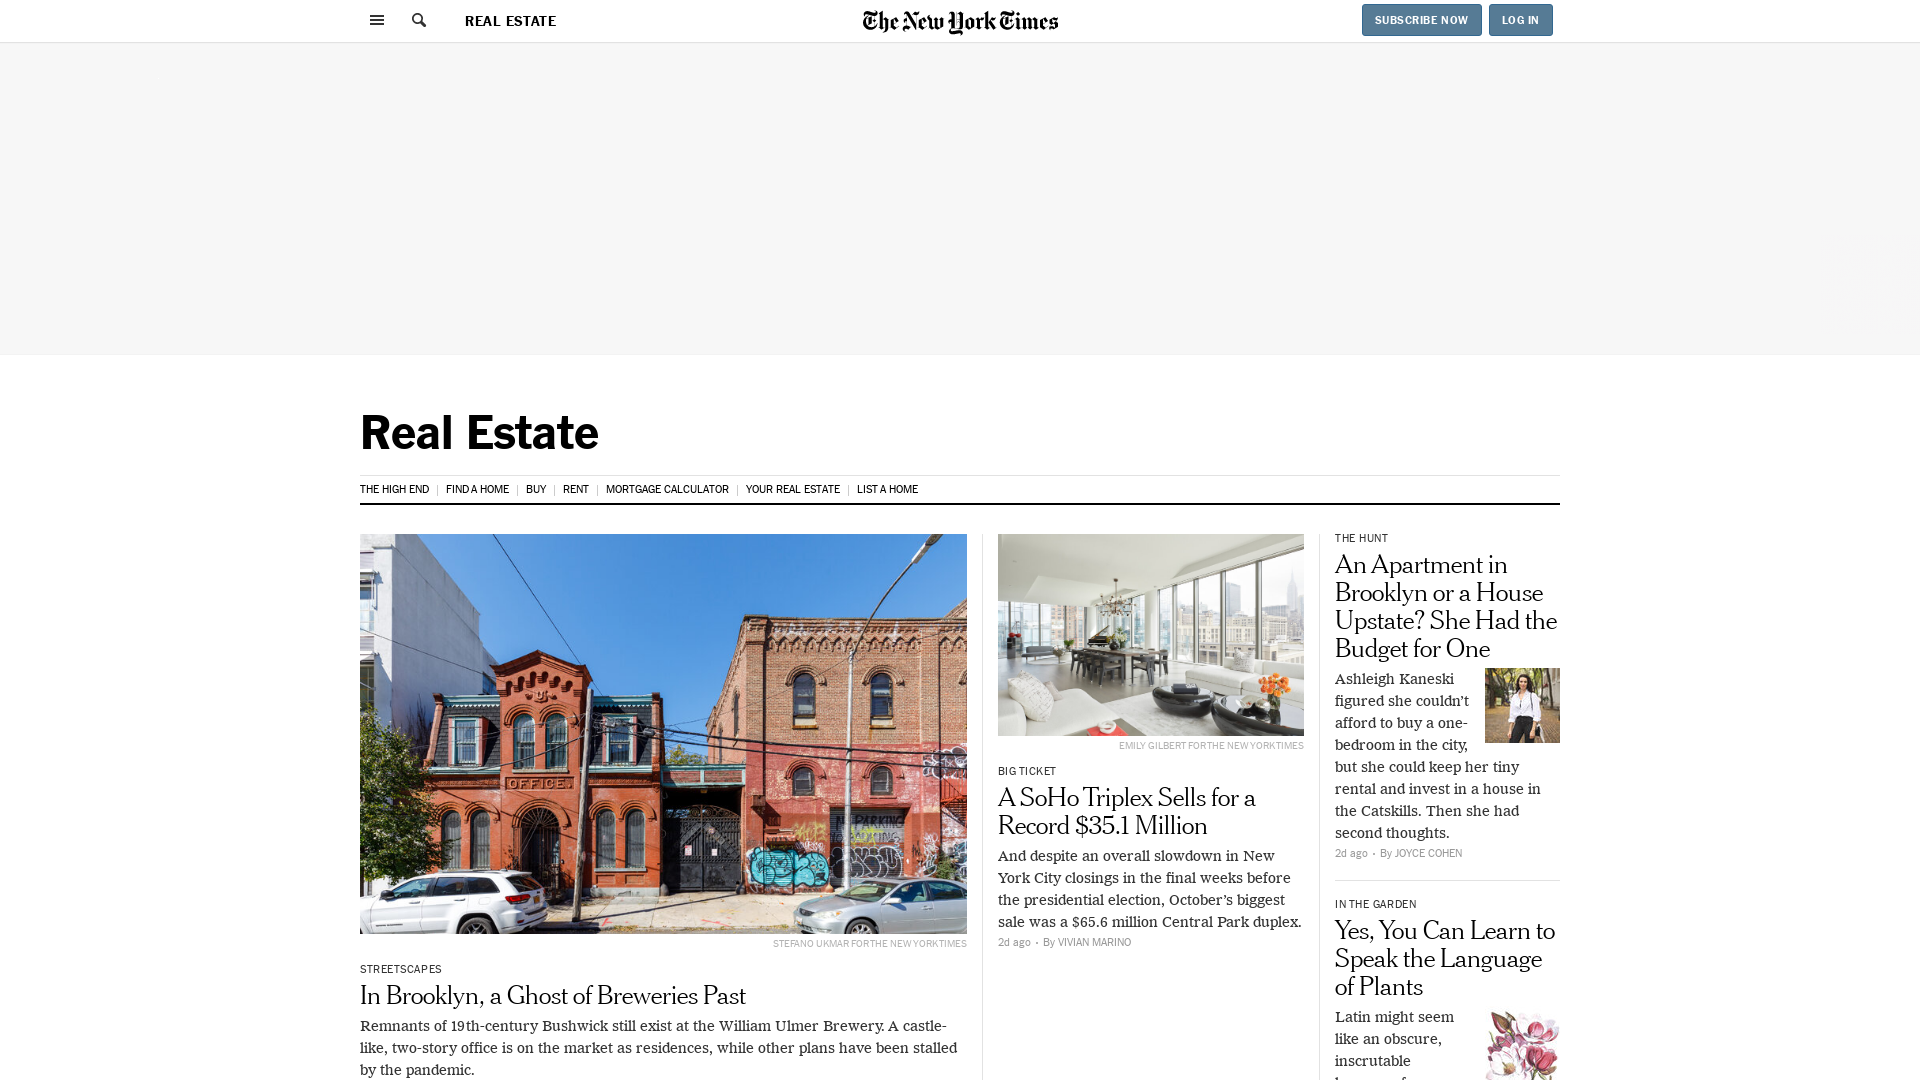 REAL ESTATE
The New York Times
SUBSCRIBE NOW
LOG IN
Real Estate
THE HIGH END
FIND A HOME
BUY
RENT
MORTGAGE CALCULATOR
YOUR REAL ESTATE
LIST A HOME
U
OFFICE.
NO PARKING
STEFANO UKMAR FOR THE NEW YORK TIMES
STREETSCAPES
In Brooklyn, a Ghost of Breweries Past
Remnants of 19th-century Bushwick still exist at the William Ulmer Brewery. A castle-
like, two-story office is on the market as residences, while other plans have been stalled
by the pandemic.
EMILY GILBERT FOR THE NEW YORK TIMES
BIG TICKET
A SoHo Triplex Sells for a
Record $35.1 Million
And despite an overall slowdown in New
York City closings in the final weeks before
the presidential election, October’s biggest
sale was a $65.6 million Central Park duplex.
2d ago • By VIVIAN MARINO
THE HUNT
An Apartment in
Brooklyn or a House
Upstate? She Had the
Budget for One
Ashleigh Kaneski
figured she couldn’t
afford to buy a one-
bedroom in the city,
but she could keep her tiny
rental and invest in a house in
the Catskills. Then she had
second thoughts.
2d ago • By JOYCE COHEN
IN THE GARDEN
Yes, You Can Learn to
Speak the Language
of Plants
Latin might seem
like an obscure,
inscrutable